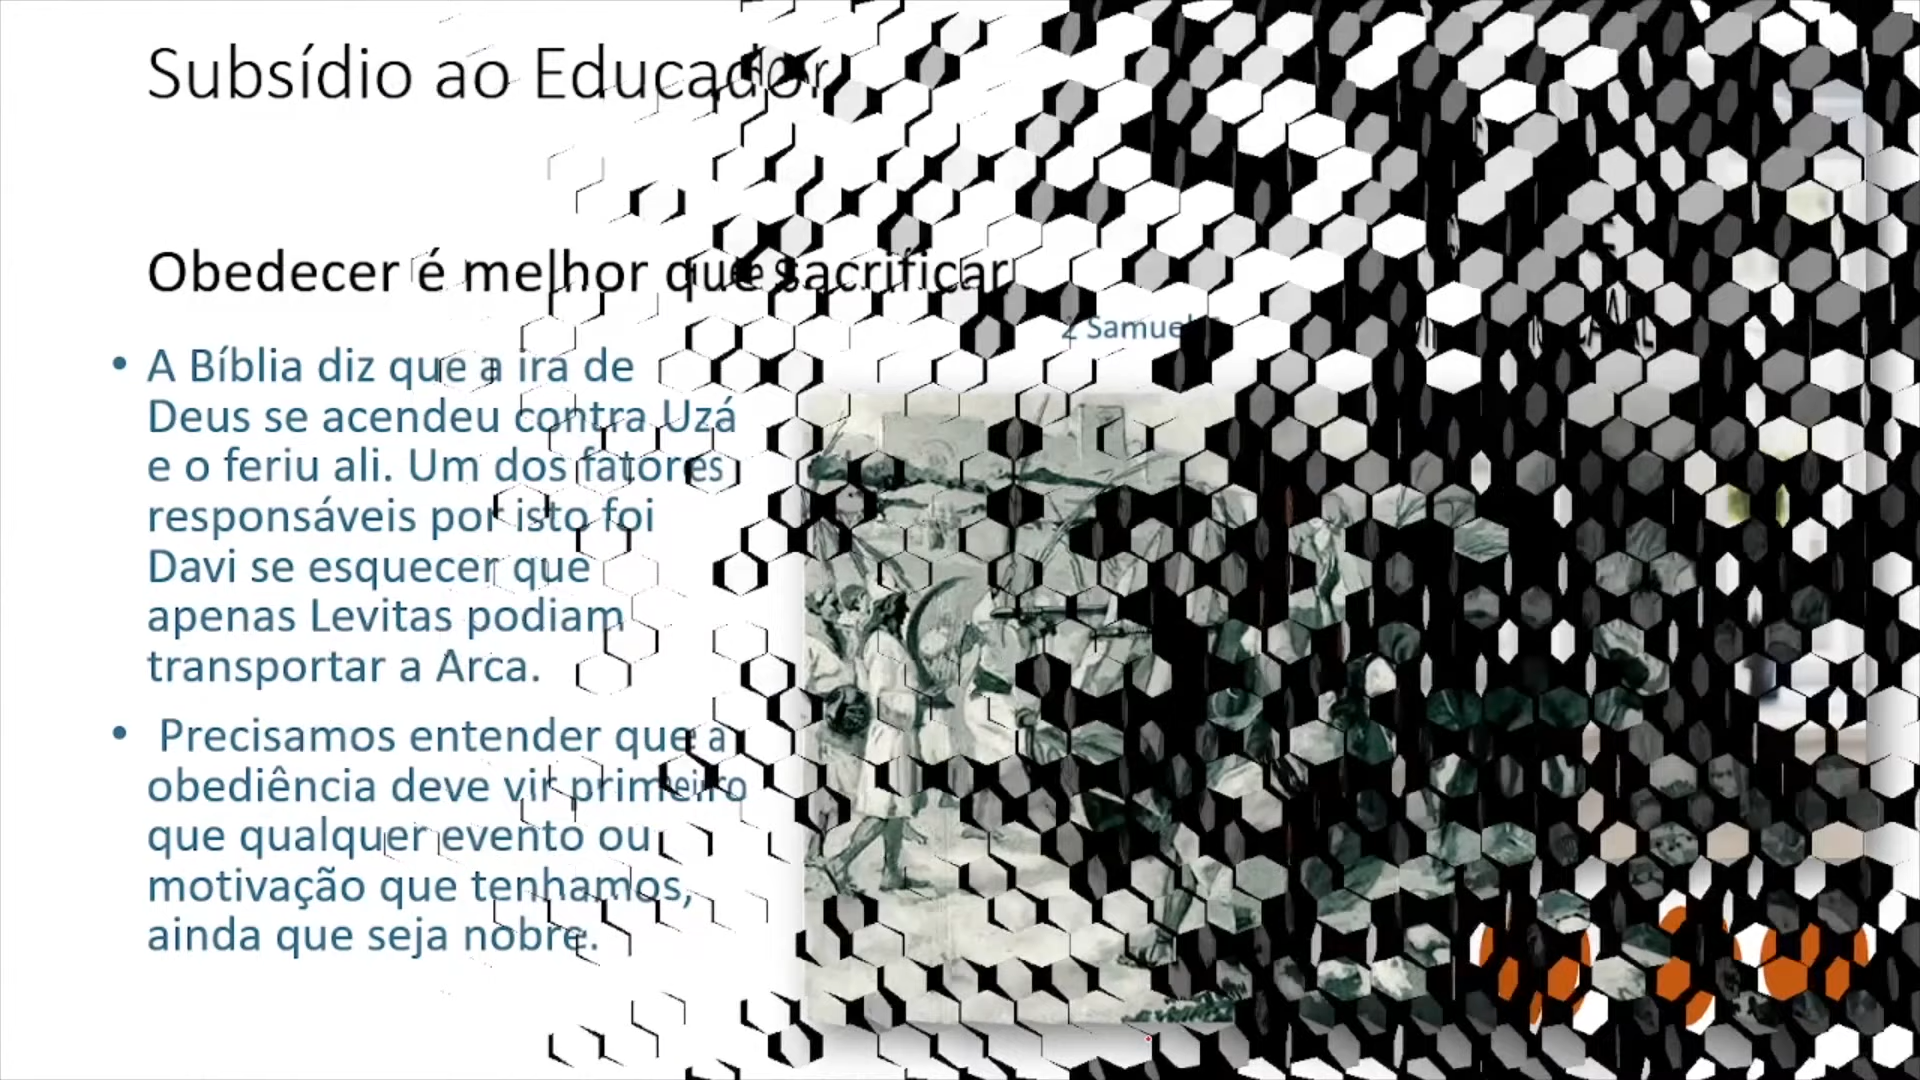 Subsídio ao Educador
Obedecer é melhor que sacrificar
2 Samuel
• A Bíblia diz que a ira de
Deus se acendeu contra Uzá
e o feriu ali. Um dos fatores
responsáveis por isto foi
Davi se esquecer que
apenas Levitas podiam
transportar a Arca.
• Precisamos entender que a
obediência deve vir primeiro
que qualquer evento ou
motivação que tenhamos,
ainda que seja nobre.